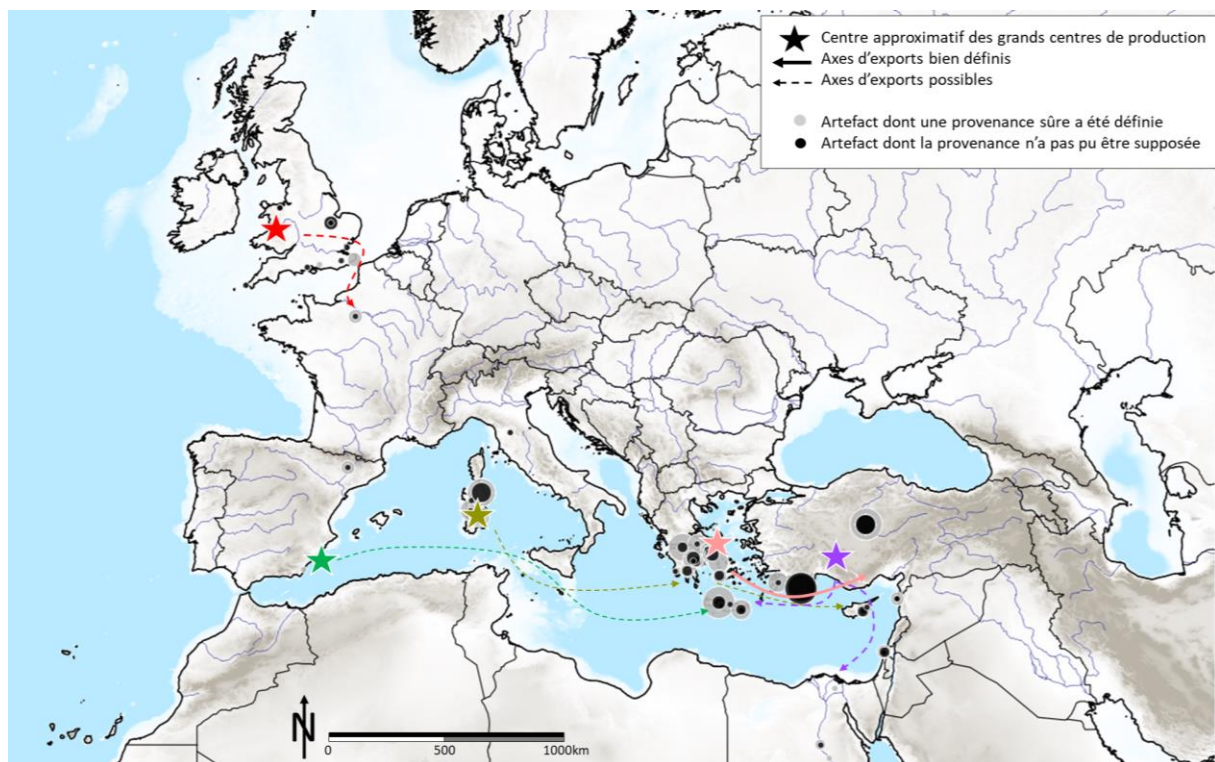 Centre approximatif des grands centres de production
Axes d’exports bien définis
Axes d’exports possibles
Artefact dont une provenance sûre a été définie
Artefact dont la provenance n’a pas pu être supposée
N
0 500 1000km